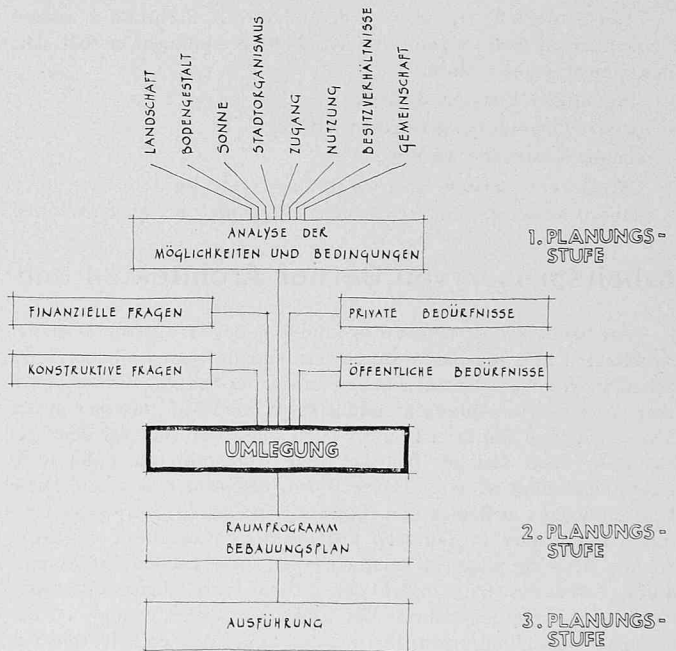 LANDSCHAFT
BODENGESTALT
SONNE
STADTORGANISMUS
ZUGANG
NUTZUNG
BESITZVERHÄLTNISSE
GEMEINSCHAFT
ANALYSE DER
MÖGLICHKEITEN UND BEDINGUNGEN
1. PLANUNGS-
STUFE
FINANZIELLE FRAGEN
PRIVATE BEDÜRFNISSE
KONSTRUKTIVE FRAGEN
ÖFFENTLICHE BEDÜRFNISSE
UMLEGUNG
RAUMPROGRAMM
BEBAUUNGSPLAN
2. PLANUNGS-
STUFE
AUSFÜHRUNG
3. PLANUNGS-
STUFE